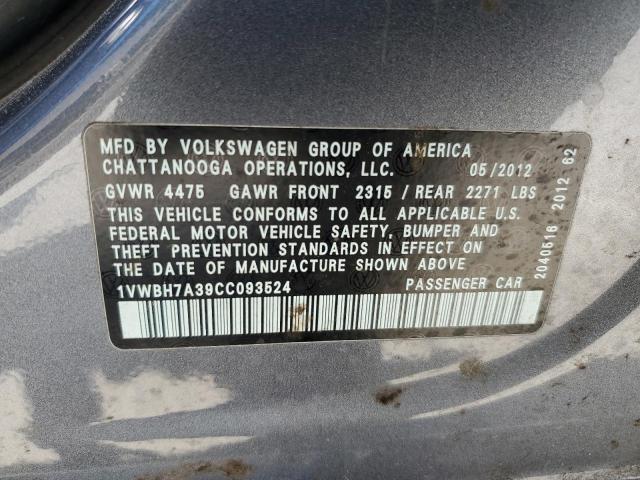 MFD BY VOLKSWAGEN GROUP OF AMERICA
CHATTANOOGA OPERATIONS, LLC. 05/2012
GVWR 4475 GAWR FRONT 2315 / REAR 2271 LBS
THIS VEHICLE CONFORMS TO ALL APPLICABLE U.S.
FEDERAL MOTOR VEHICLE SAFETY, BUMPER AND
THEFT PREVENTION STANDARDS IN EFFECT ON
THE DATE OF MANUFACTURE SHOWN ABOVE
1VWBH7A39CC093524 PASSENGER CAR
2040516 2012 62